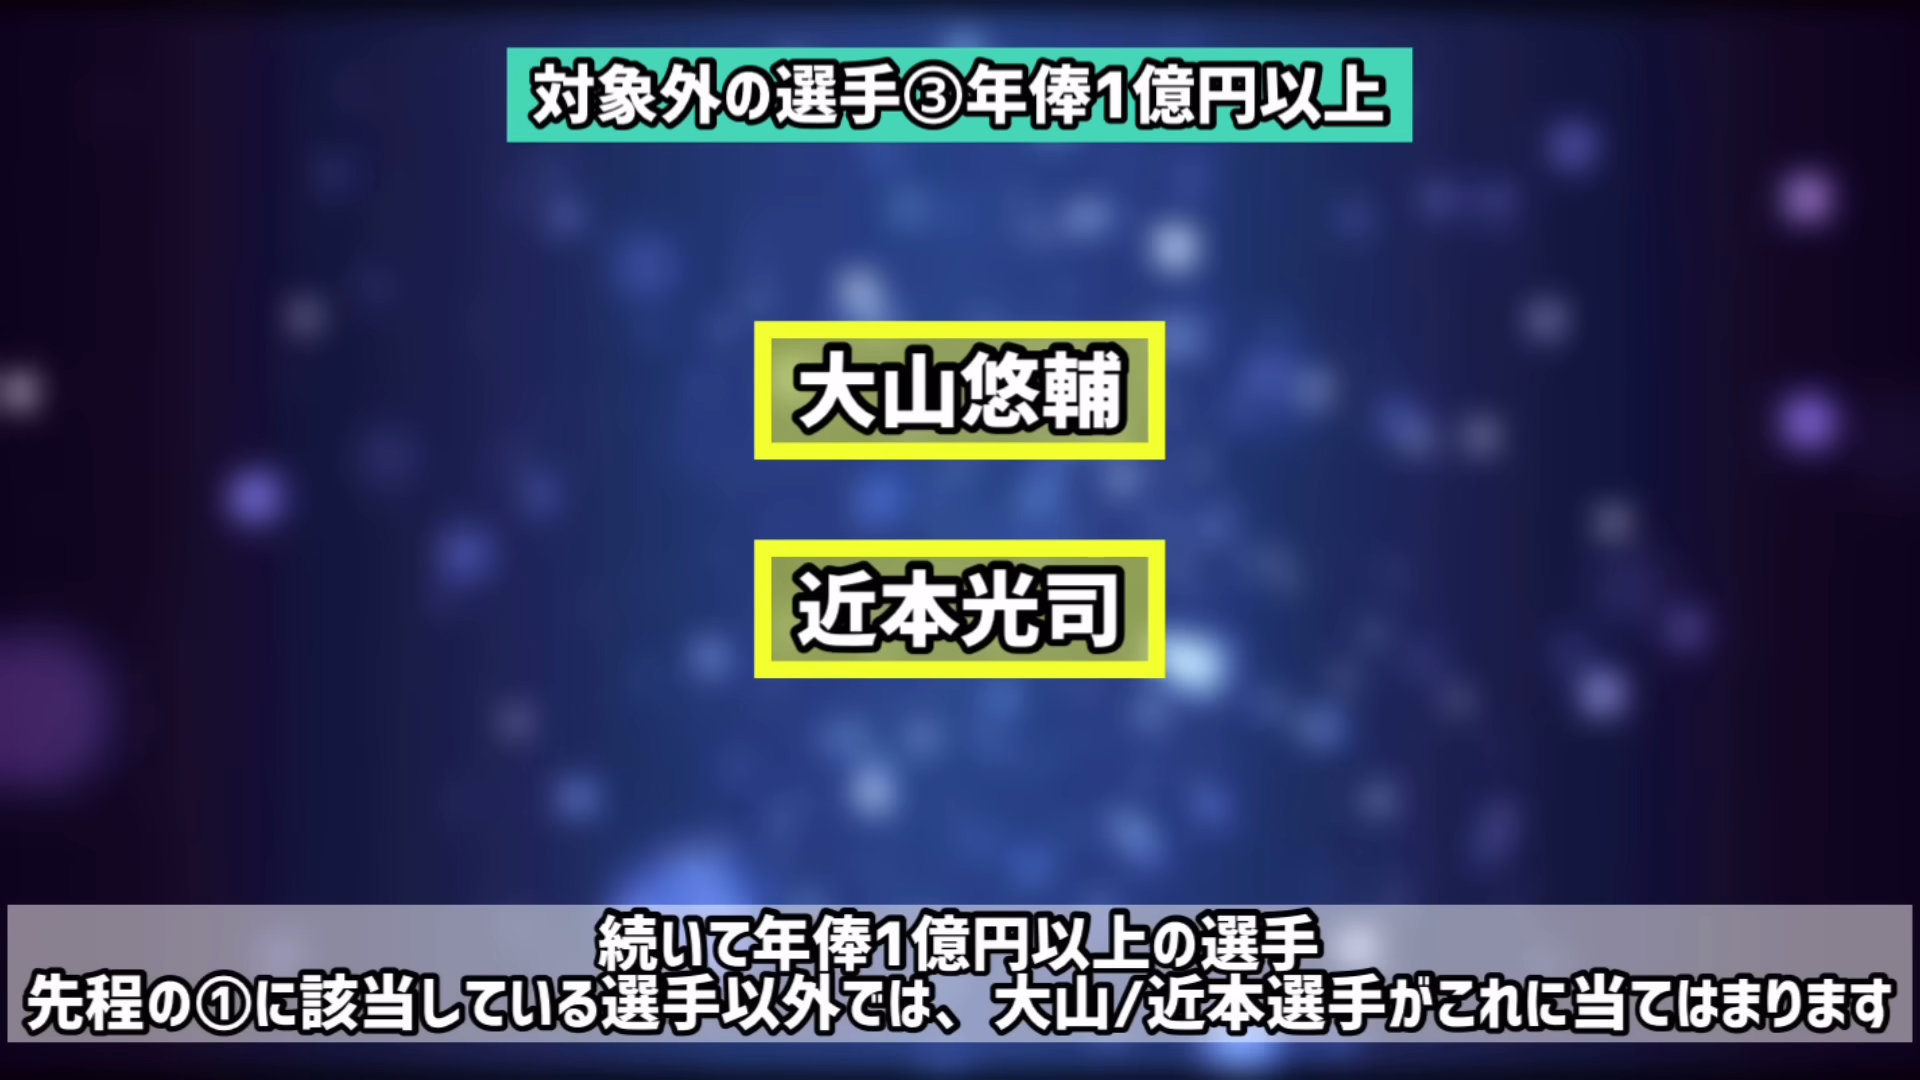 対象外の選手③年俸1億円以上
大山悠輔
近本光司
続いて年俸1億円以上の選手
先程の①に該当している選手以外では、大山/近本選手がこれに当てはまります